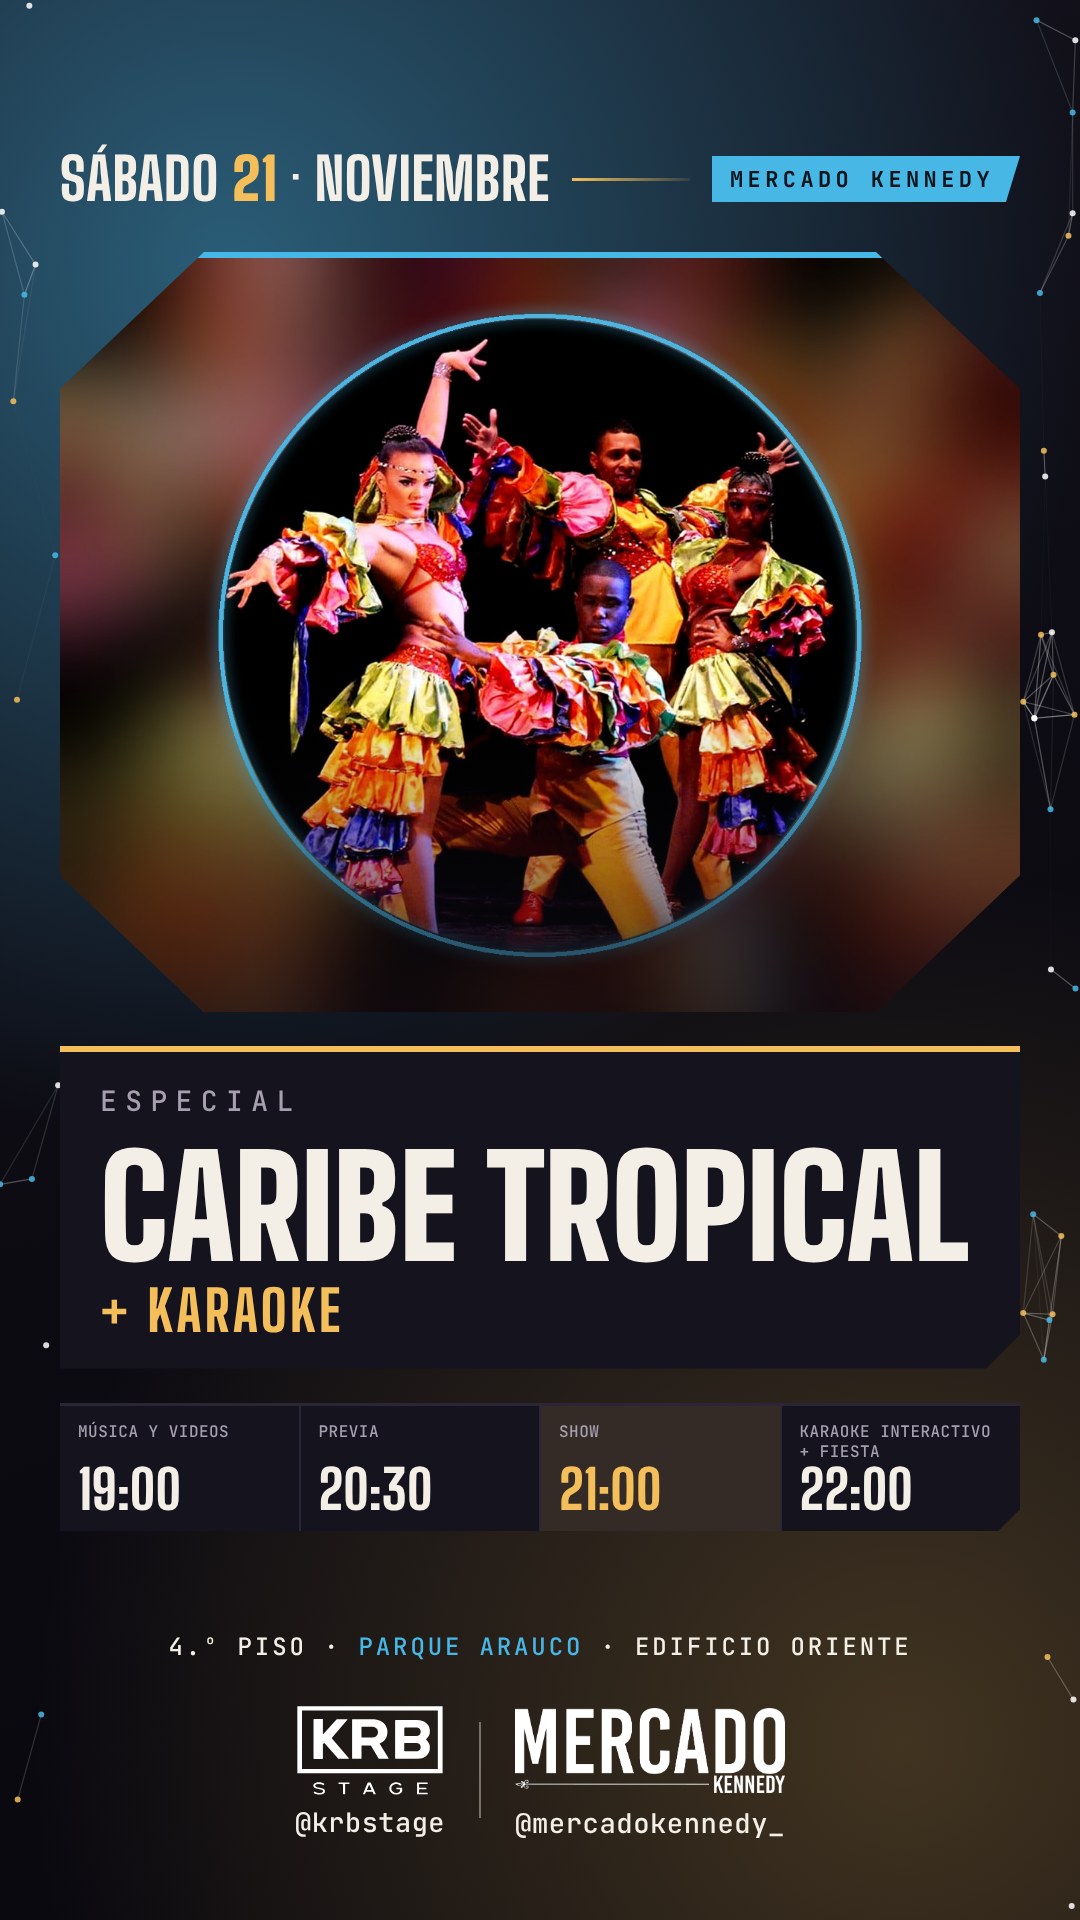 SÁBADO 21 · NOVIEMBRE
MERCADO KENNEDY
ESPECIAL
CARIBE TROPICAL
+ KARAOKE
MÚSICA Y VIDEOS
19:00
PREVIA
20:30
SHOW
21:00
KARAOKE INTERACTIVO
+ FIESTA
22:00
4.º PISO · PARQUE ARAUCO · EDIFICIO ORIENTE
KRB
STAGE
@krbstage
MERCADO
KENNEDY
@mercadokennedy_